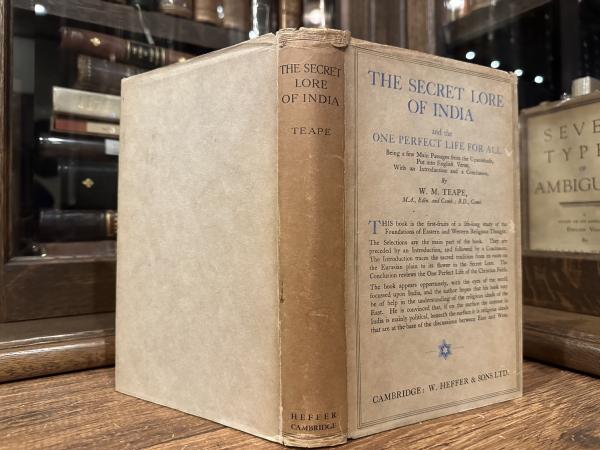 THE SECRET
LORE
OF INDIA
TEAPE
HEFFER
CAMBRIDGE
THE SECRET LORE
OF INDIA
and the
ONE PERFECT LIFE FOR ALL
Being a few Main Passages from the Upanishads,
Put into English Verse,
With an Introduction and a Conclusion.
By
W. M. TEAPE,
M.A., Edin. and Camb.; B.D., Camb.
THIS book is the first-fruits of a life-long study of the
Foundations of Eastern and Western Religious Thought.
The Selections are the main part of the book. They are
preceded by an Introduction, and followed by a Conclusion.
The Introduction traces the sacred tradition from its roots on
the Eurasian plain to its flower in the Secret Lore. The
Conclusion reviews the One Perfect Life of the Christian Faith.
The book appears opportunely, with the eyes of the world
focussed upon India, and the author hopes that his book may
be of help in the understanding of the religious ideals of the
East. He is convinced that, if on the surface the interest in
India is mainly political, beneath the surface it is religious ideals
that are at the base of the discussions between East and West.
CAMBRIDGE: W. HEFFER & SONS LTD.
SEVE
TYPE
AMBIGU